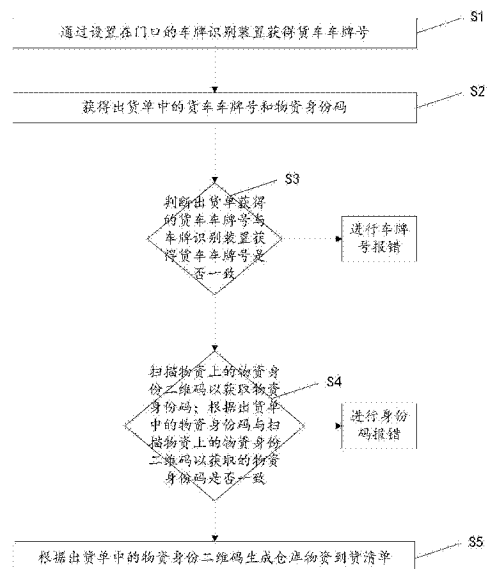 通过设置在门口的车牌识别装置获得货车车牌号
S1
获得出货单中的货车车牌号和物资身份码
S2
S3
判断出货单获得
的货车车牌号与
车牌识别装置获
得货车车牌号是
否一致
进行车牌
号报错
扫描物资上的物资身
份二维码以获取物资
身份码；根据出货单
中的物资身份码与扫
描物资上的物资身份
二维码以获取的物资
身份码是否一致
S4
进行身份
码报错
根据出货单中的物资身份二维码生成仓库物资到货清单
S5